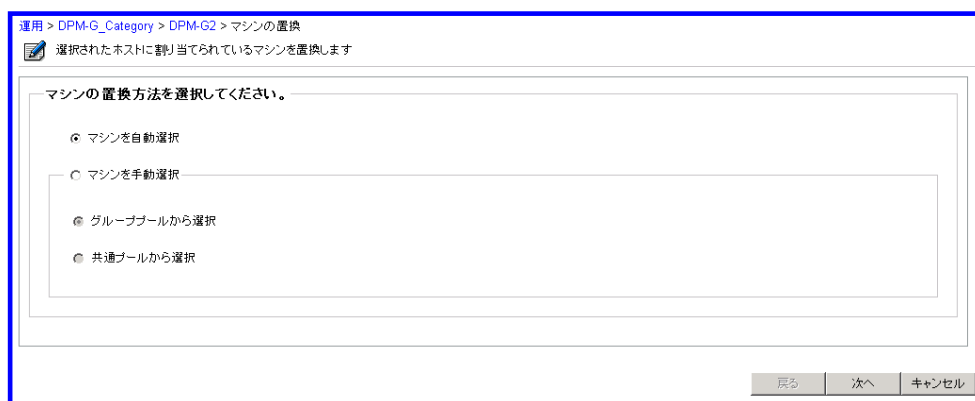 運用 > DPM-G_Category > DPM-G2 > マシンの置換
選択されたホストに割り当てられているマシンを置換します
マシンの置換方法を選択してください。
マシンを自動選択
マシンを手動選択
グループプールから選択
共通プールから選択
戻る 次へ キャンセル